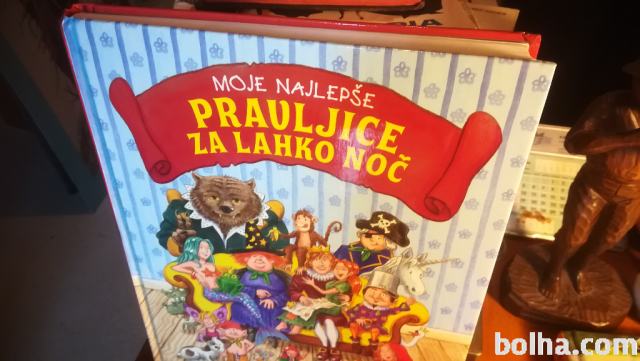 MOJE NAJLEPŠE
PRAVLJICE
ZA LAHKO NOČ
bolha.com